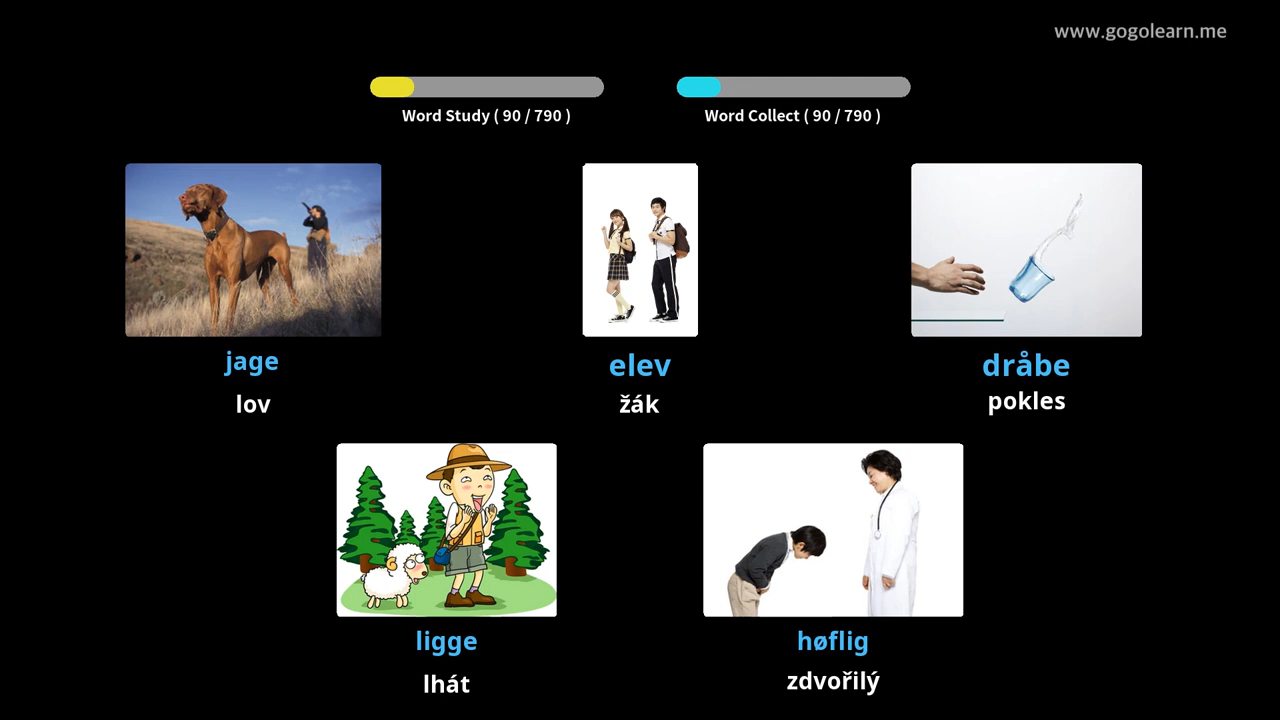 www.gogolearn.me
Word Study ( 90 / 790 )
Word Collect ( 90 / 790 )
jage
elev
dråbe
lov
žák
pokles
ligge
høflig
lhát
zdvořilý